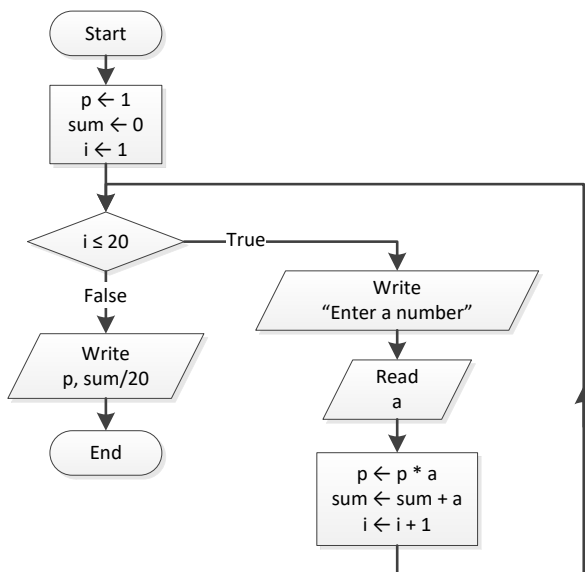 Start
p ← 1
sum ← 0
i ← 1
i ≤ 20
True
False
Write
“Enter a number”
Write
p, sum/20
Read
a
End
p ← p * a
sum ← sum + a
i ← i + 1